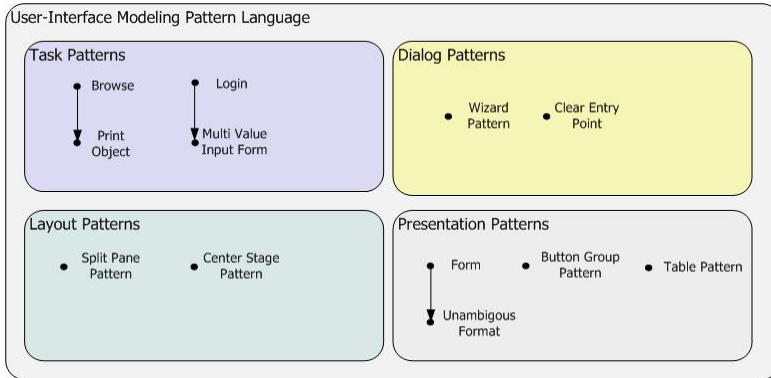 User-Interface Modeling Pattern Language
Task Patterns
Browse
Login
Print
Object
Multi Value
Input Form
Dialog Patterns
Wizard
Pattern
Clear Entry
Point
Layout Patterns
Split Pane
Pattern
Center Stage
Pattern
Presentation Patterns
Form
Button Group
Pattern
Table Pattern
Unambigous
Format